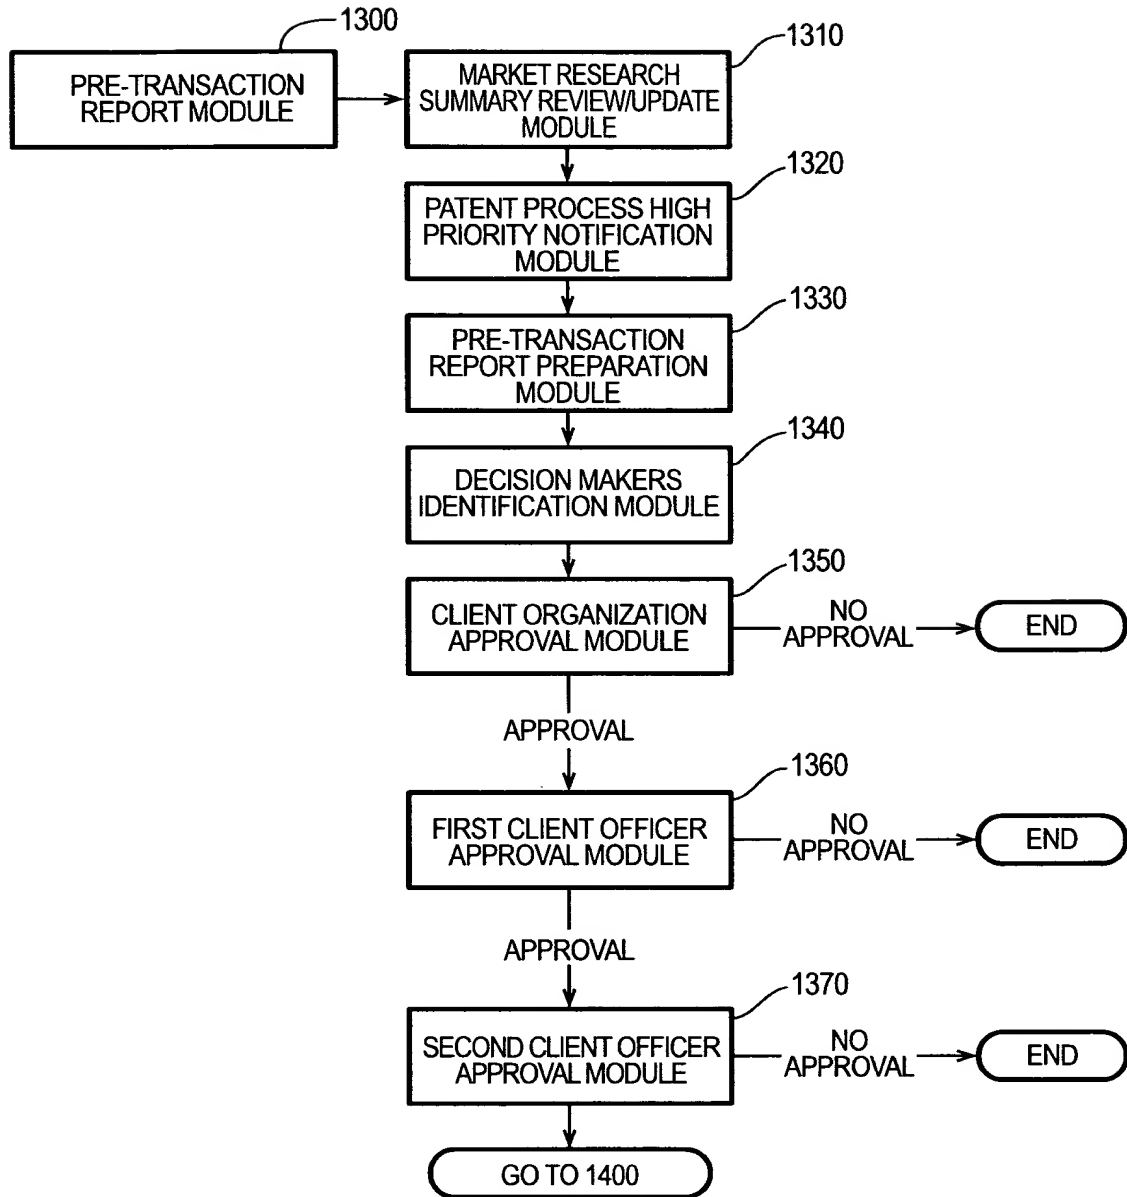 1300
PRE-TRANSACTION
REPORT MODULE
1310
MARKET RESEARCH
SUMMARY REVIEW/UPDATE
MODULE
1320
PATENT PROCESS HIGH
PRIORITY NOTIFICATION
MODULE
1330
PRE-TRANSACTION
REPORT PREPARATION
MODULE
1340
DECISION MAKERS
IDENTIFICATION MODULE
1350
CLIENT ORGANIZATION
APPROVAL MODULE
NO
APPROVAL
END
APPROVAL
1360
FIRST CLIENT OFFICER
APPROVAL MODULE
NO
APPROVAL
END
APPROVAL
1370
SECOND CLIENT OFFICER
APPROVAL MODULE
NO
APPROVAL
END
GO TO 1400